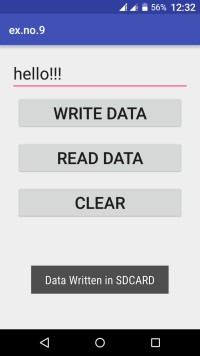 56% 12:32
ex.no.9
hello!!!
WRITE DATA
READ DATA
CLEAR
Data Written in SDCARD